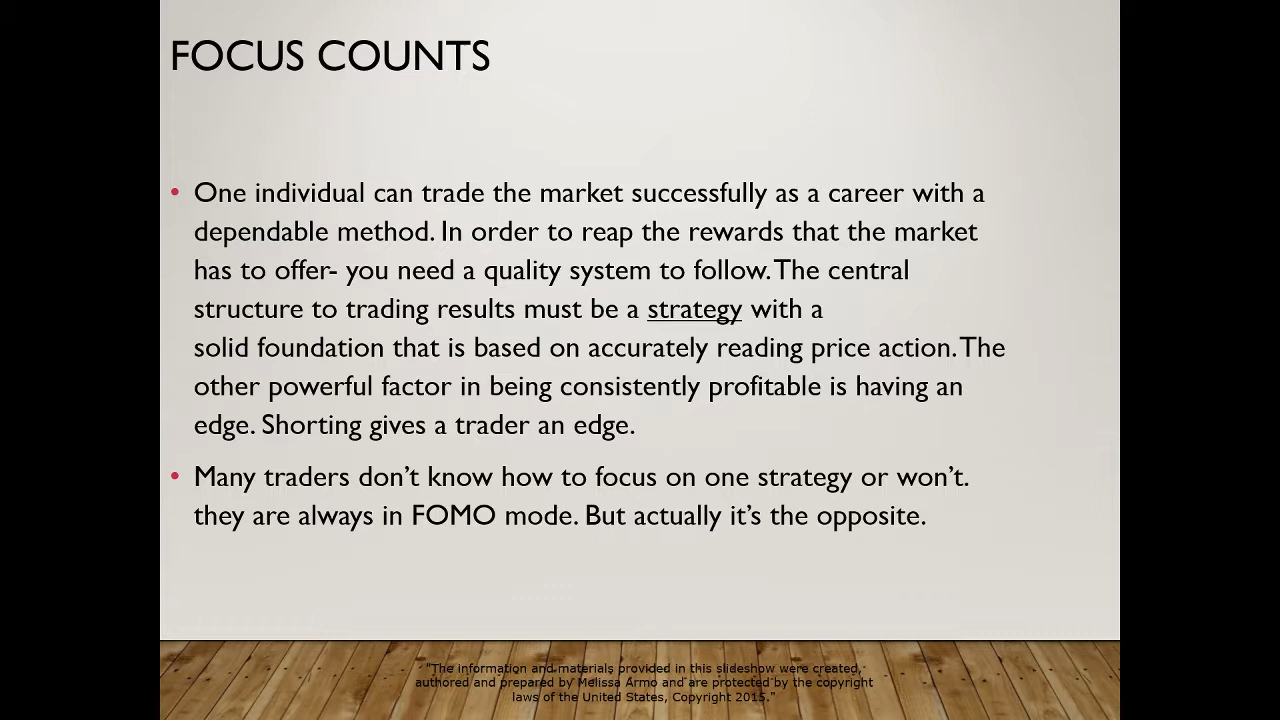 FOCUS COUNTS
• One individual can trade the market successfully as a career with a
dependable method. In order to reap the rewards that the market
has to offer- you need a quality system to follow. The central
structure to trading results must be a strategy with a
solid foundation that is based on accurately reading price action. The
other powerful factor in being consistently profitable is having an
edge. Shorting gives a trader an edge.
• Many traders don’t know how to focus on one strategy or won’t.
they are always in FOMO mode. But actually it’s the opposite.
"The information and materials provided in this slideshow were created,
authored and prepared by Melissa Armo and are protected by the copyright
laws of the United States, Copyright 2015."